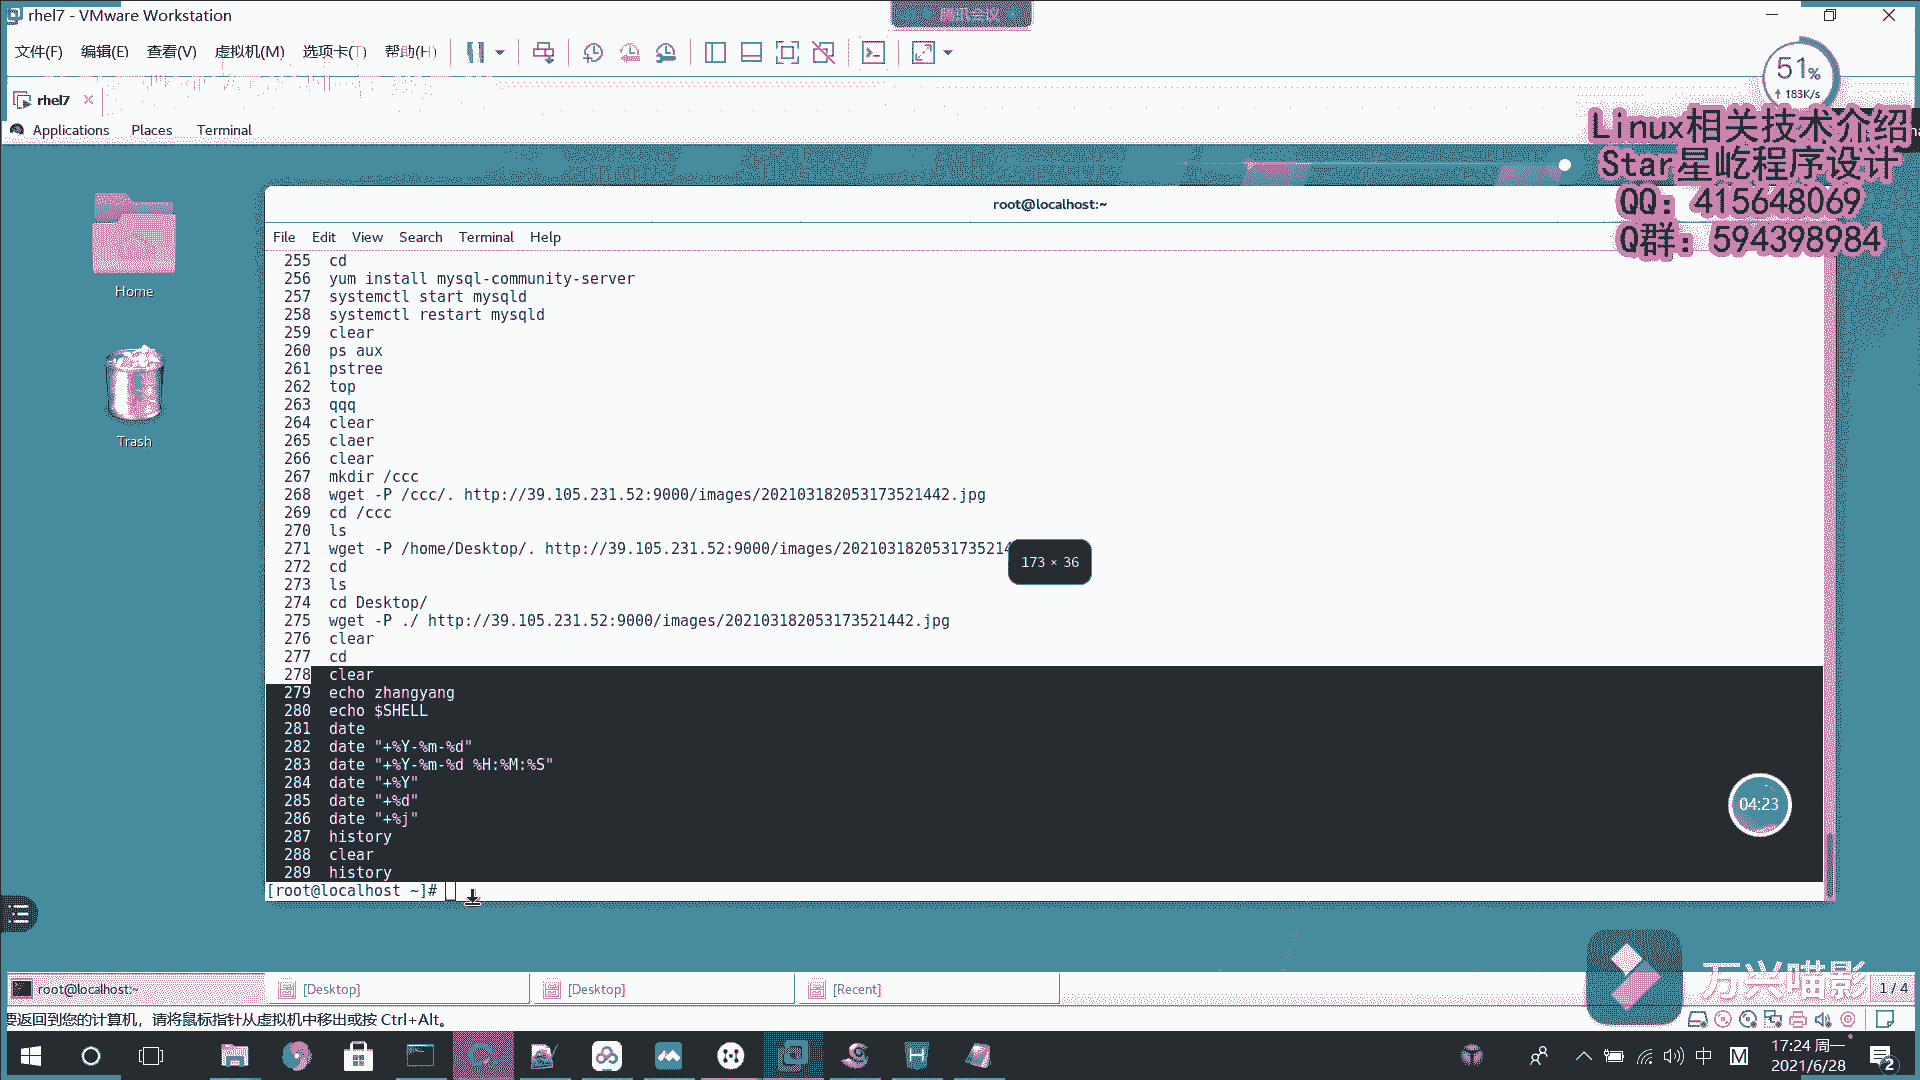 rhel7 - VMware Workstation
腾讯会议
文件(F) 编辑(E) 查看(V) 虚拟机(M) 选项卡(T) 帮助(H)
51%
↑ 183K/s
rhel7
Applications Places Terminal
Linux相关技术介绍
Star星屹程序设计
QQ：415648069
Q群：594398984
Home
Trash
root@localhost:~
File Edit View Search Terminal Help
255 cd
256 yum install mysql-community-server
257 systemctl start mysqld
258 systemctl restart mysqld
259 clear
260 ps aux
261 pstree
262 top
263 qqq
264 clear
265 claer
266 clear
267 mkdir /ccc
268 wget -P /ccc/. http://39.105.231.52:9000/images/202103182053173521442.jpg
269 cd /ccc
270 ls
271 wget -P /home/Desktop/. http://39.105.231.52:9000/images/2021031820531735214
173 × 36
272 cd
273 ls
274 cd Desktop/
275 wget -P ./ http://39.105.231.52:9000/images/202103182053173521442.jpg
276 clear
277 cd
278 clear
279 echo zhangyang
280 echo $SHELL
281 date
282 date "+%Y-%m-%d"
283 date "+%Y-%m-%d %H:%M:%S"
284 date "+%Y"
285 date "+%d"
286 date "+%j"
287 history
288 clear
289 history
[root@localhost ~]#
04:23
root@localhost:~ [Desktop] [Desktop] [Recent]
万兴喵影
1 / 4
要返回到您的计算机，请将鼠标指针从虚拟机中移出或按 Ctrl+Alt。
中 M
17:24 周一
2021/6/28
2